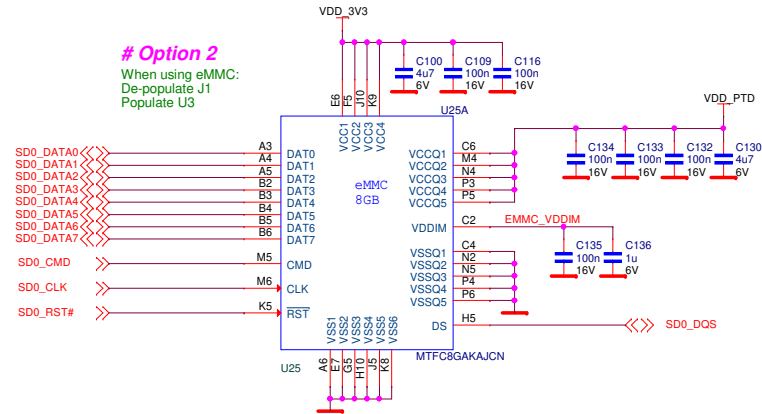 VDD_3V3
# Option 2
When using eMMC:
De-populate J1
Populate U3
C100
4u7
6V
C109
100n
16V
C116
100n
16V
E6
F5
J10
K9
U25A
VCC1
VCC2
VCC3
VCC4
VDD_PTD
SD0_DATA0 A3 DAT0
SD0_DATA1 A4 DAT1
SD0_DATA2 A5 DAT2
SD0_DATA3 B2 DAT3
SD0_DATA4 B3 DAT4
SD0_DATA5 B4 DAT5
SD0_DATA6 B5 DAT6
SD0_DATA7 B6 DAT7
SD0_CMD M5 CMD
SD0_CLK M6 CLK
SD0_RST# K5 RST
eMMC
8GB
VCCQ1 C6
VCCQ2 M4
VCCQ3 N4
VCCQ4 P3
VCCQ5 P5
C134
100n
16V
C133
100n
16V
C132
100n
16V
C130
4u7
6V
VDDIM C2 EMMC_VDDIM
C135
100n
16V
C136
1u
6V
VSSQ1 C4
VSSQ2 N2
VSSQ3 N5
VSSQ4 P4
VSSQ5 P6
DS H5 SD0_DQS
VSS1
VSS2
VSS3
VSS4
VSS5
VSS6
MTFC8GAKAJCN
U25
A6
E7
G5
H10
J5
K8